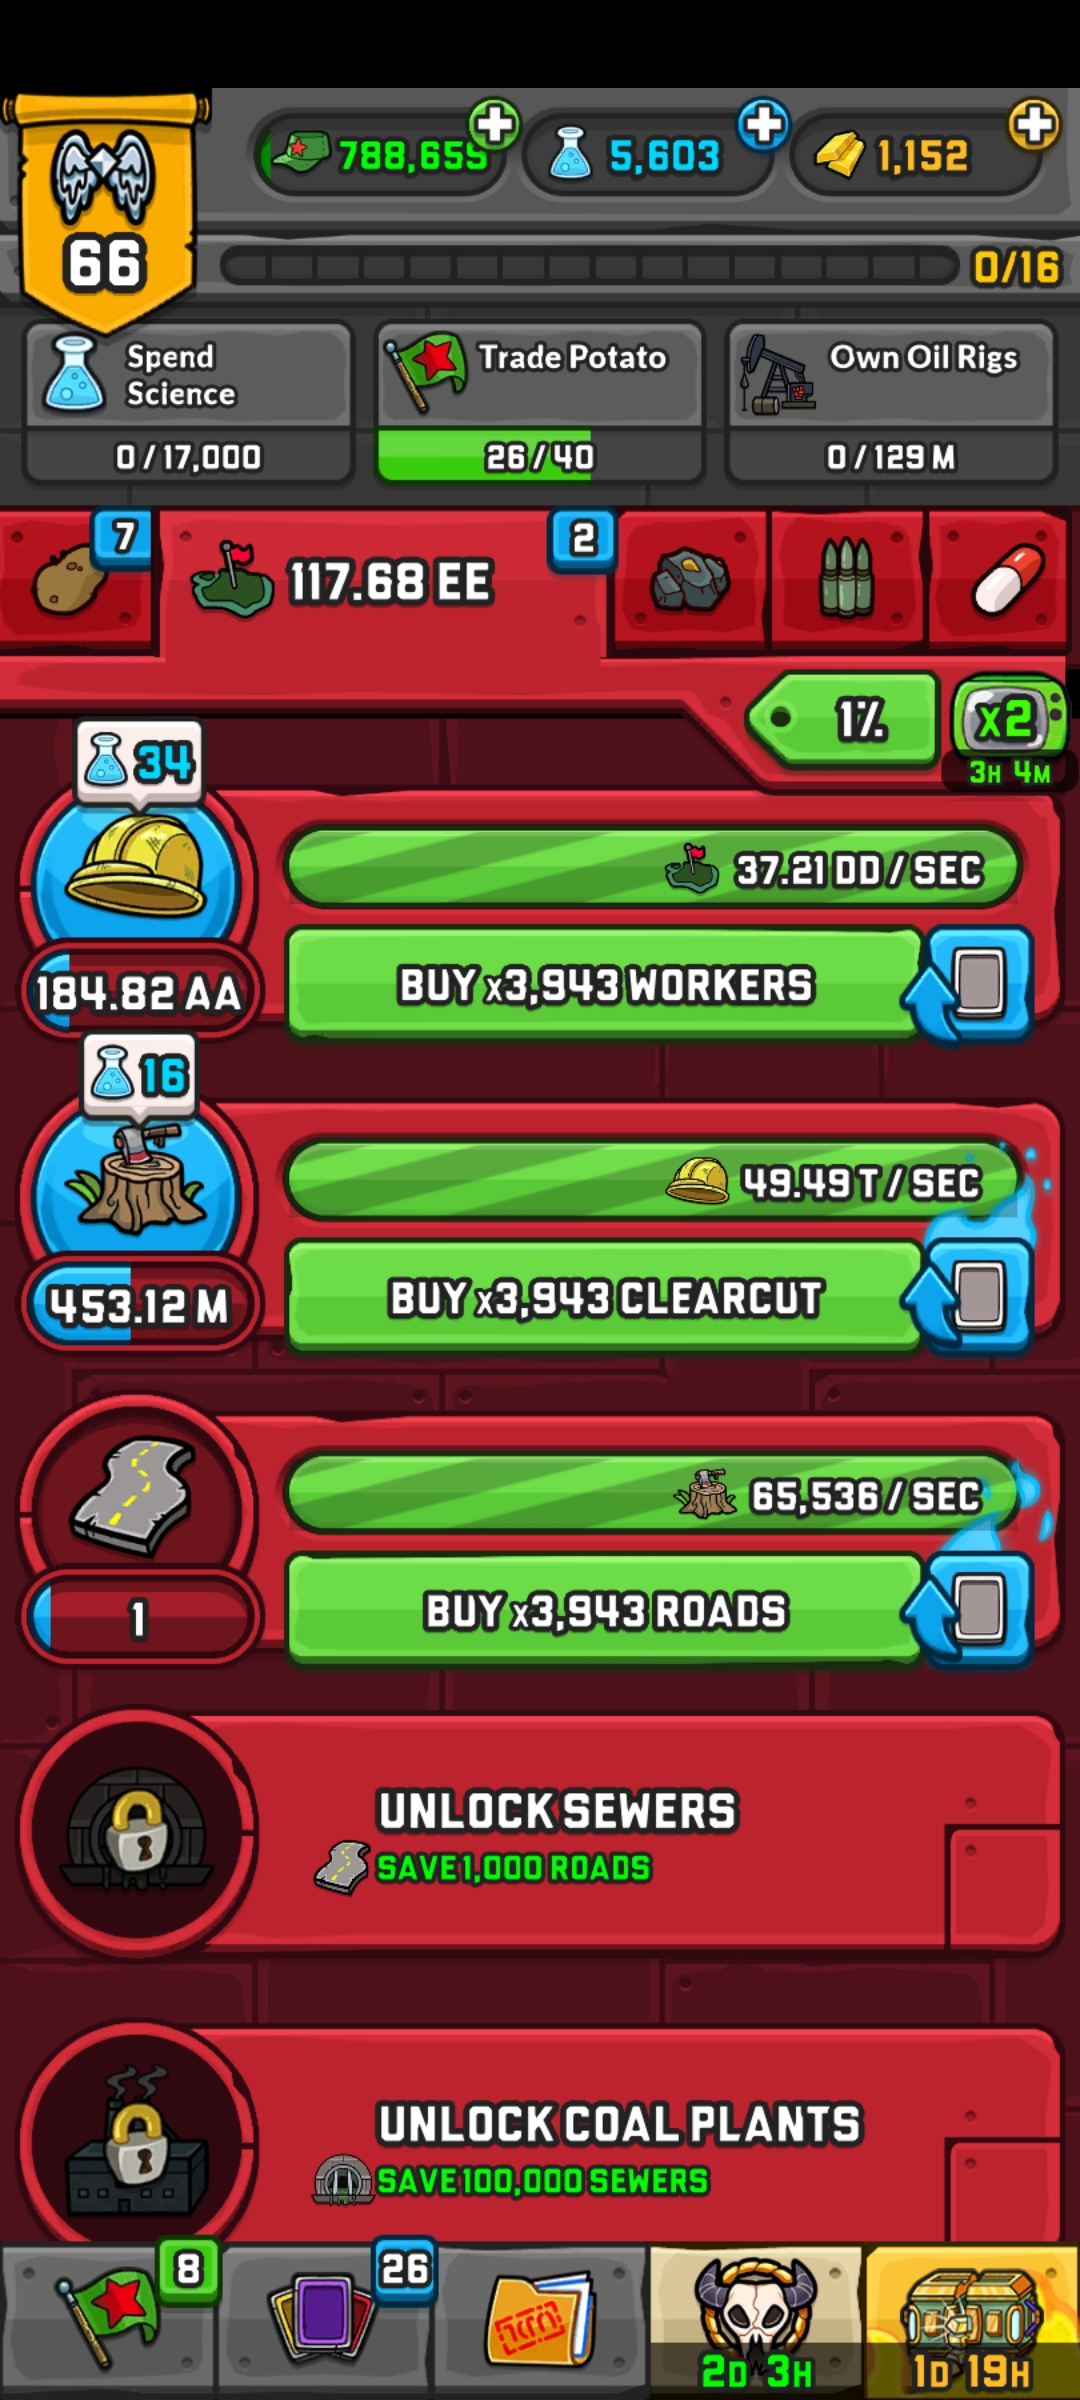 788,655
5,603
1,152
66
0/16
Spend
Science
0/17,000
Trade Potato
26/40
Own Oil Rigs
0/129 M
7
117.68 EE
2
1%
X2
3H 4M
34
37.21 DD / SEC
184.82 AA
BUY x3,943 WORKERS
16
49.49 T / SEC
453.12 M
BUY x3,943 CLEARCUT
65,536 / SEC
1
BUY x3,943 ROADS
UNLOCK SEWERS
SAVE 1,000 ROADS
UNLOCK COAL PLANTS
SAVE 100,000 SEWERS
8
26
2D 3H
1D 19H